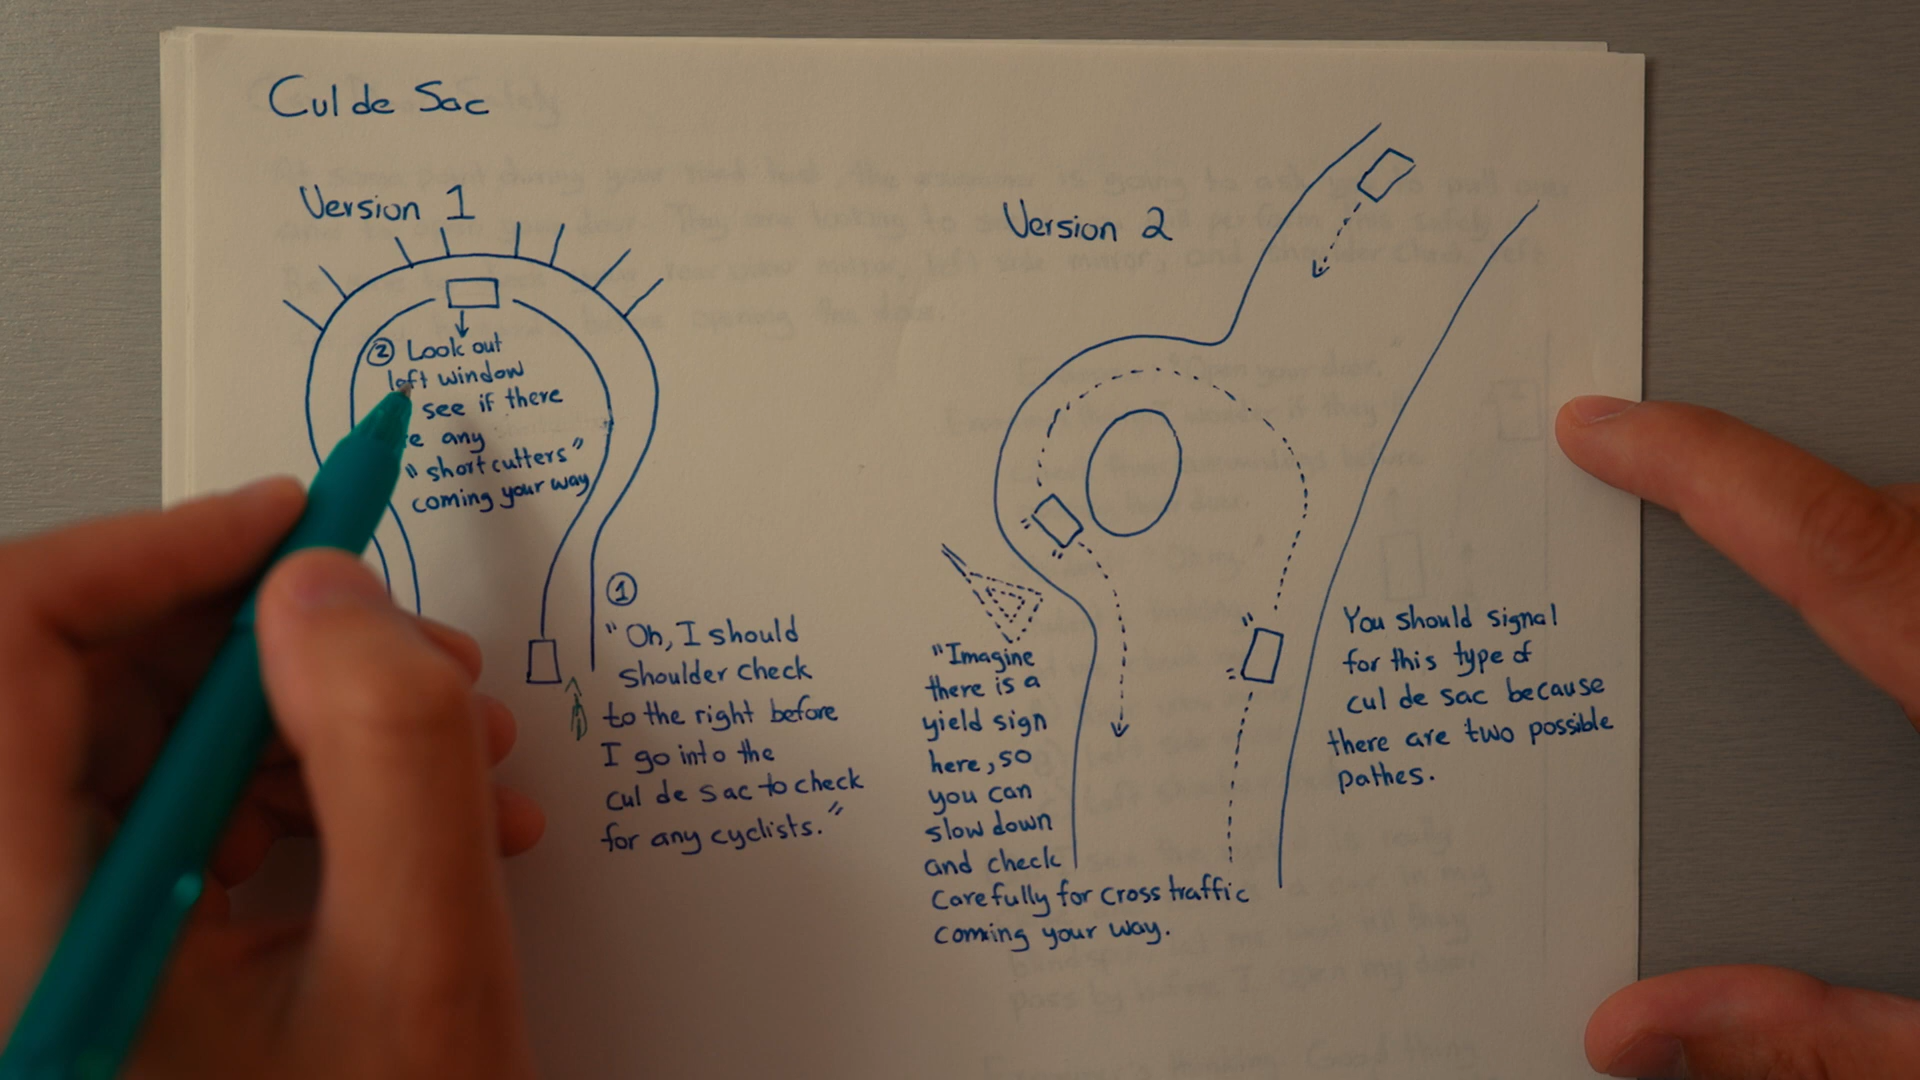 Cul de Sac
Version 1
② Look out
left window
see if there
any
"shortcutters"
coming your way
①
"Oh, I should
shoulder check
to the right before
I go into the
cul de sac to check
for any cyclists."
Version 2
"Imagine
there is a
yield sign
here, so
you can
slow down
and check
carefully for cross traffic
coming your way.
You should signal
for this type of
cul de sac because
there are two possible
pathes.